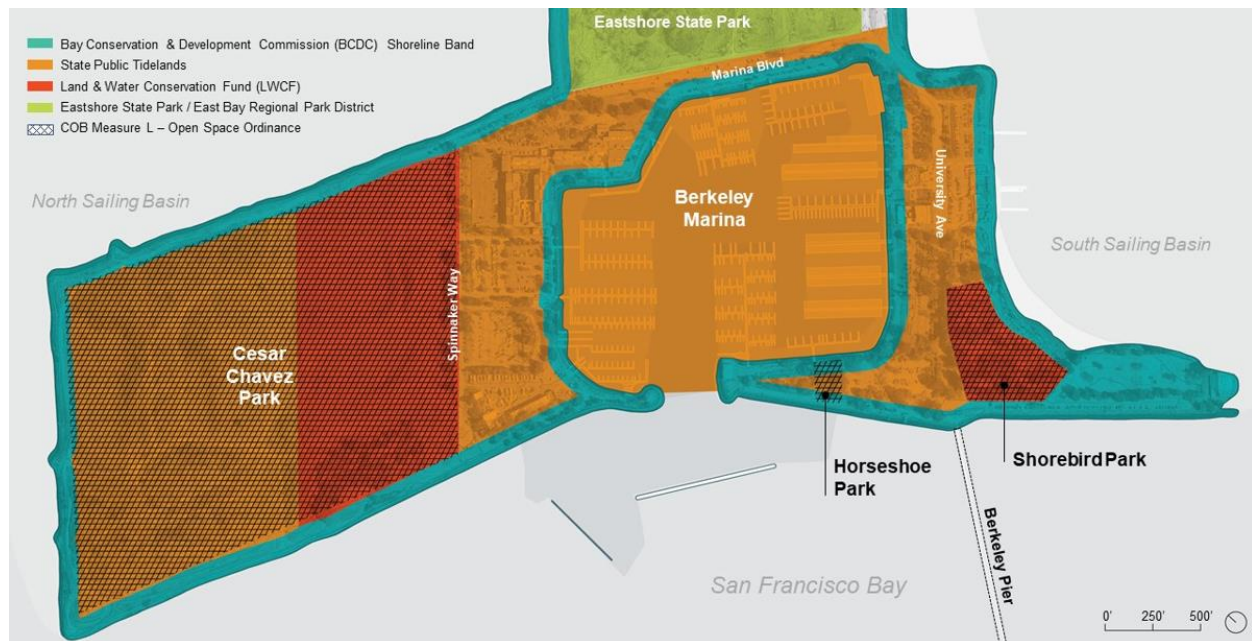 Eastshore State Park
Bay Conservation & Development Commission (BCDC) Shoreline Band
State Public Tidelands
Land & Water Conservation Fund (LWCF)
Eastshore State Park / East Bay Regional Park District
COB Measure L – Open Space Ordinance
Marina Blvd
North Sailing Basin
Berkeley
Marina
University Ave
South Sailing Basin
Spinnaker Way
Cesar
Chavez
Park
Horseshoe
Park
Shorebird Park
Berkeley Pier
San Francisco Bay
0' 250' 500'